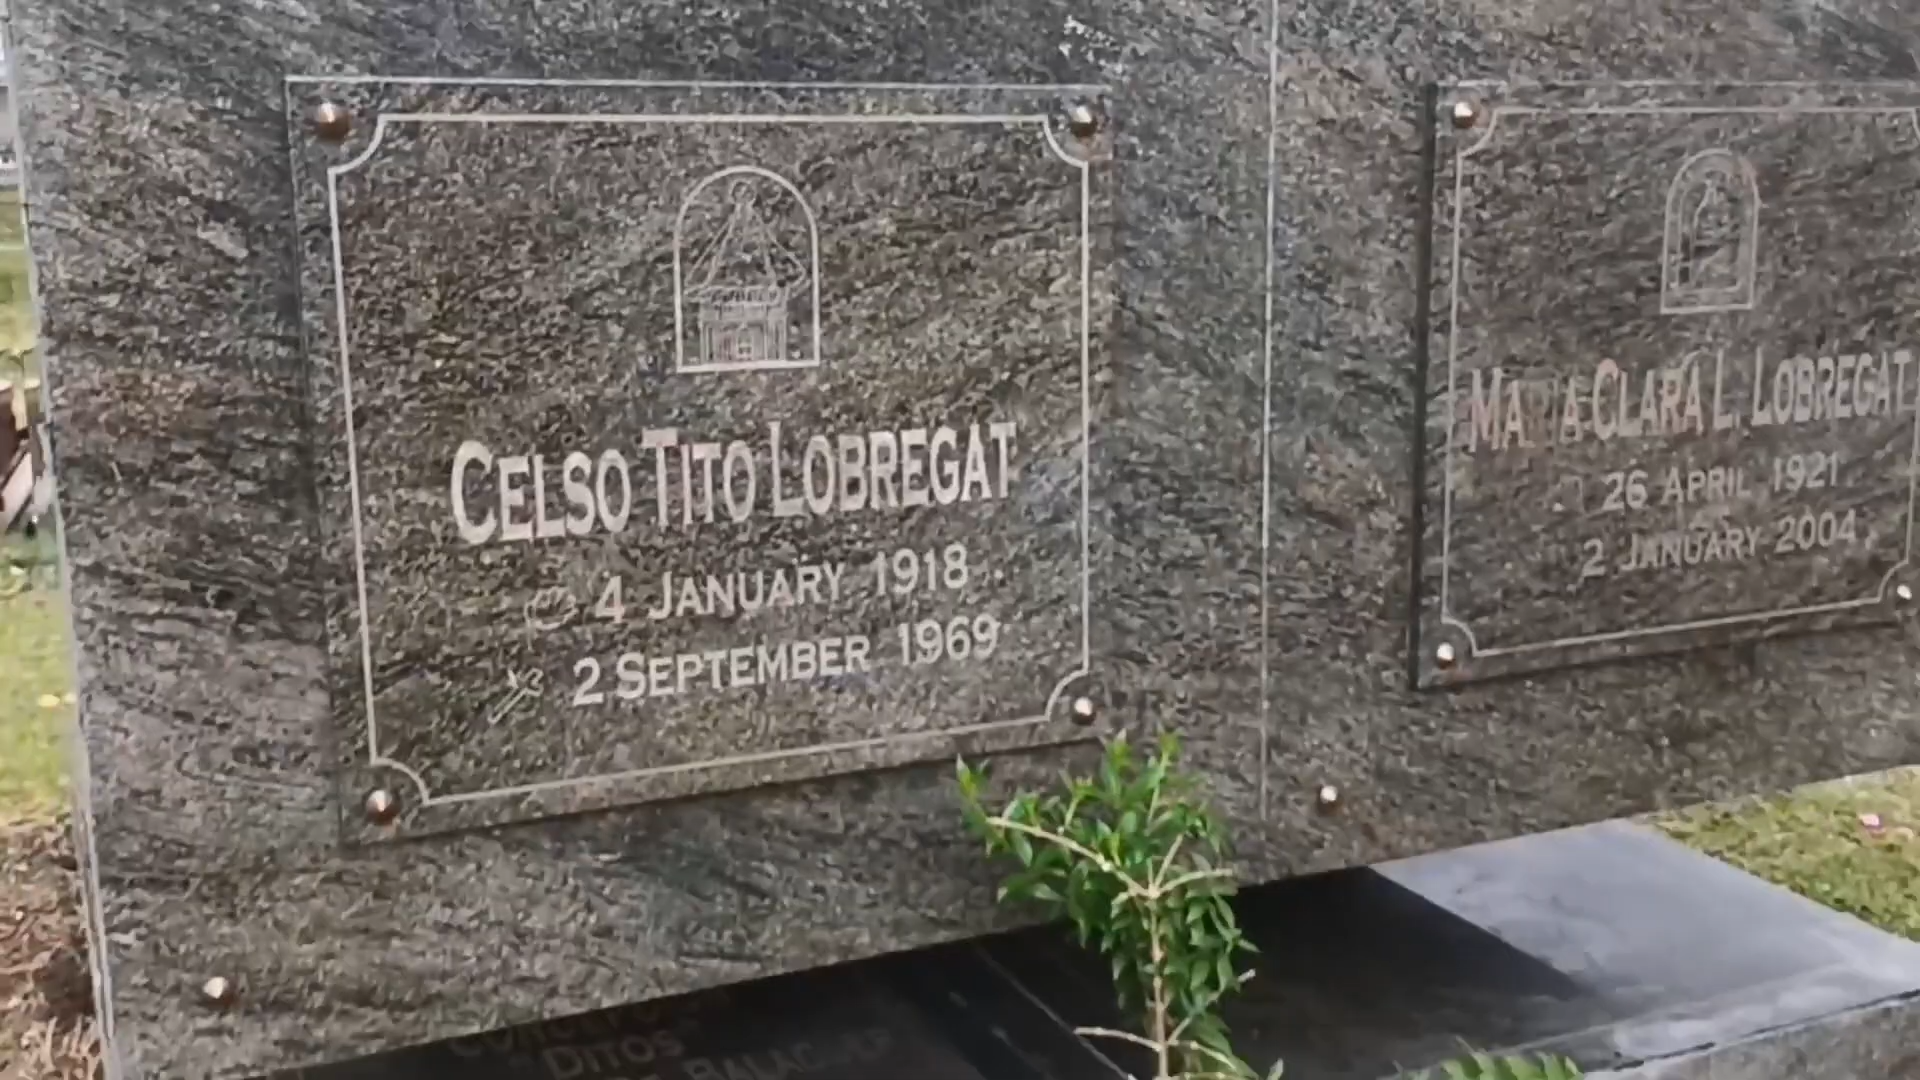 CELSO TITO LOBREGAT
4 JANUARY 1918
2 SEPTEMBER 1969
MARIA CLARA L. LOBREGAT
26 APRIL 1921
2 JANUARY 2004
DITOS